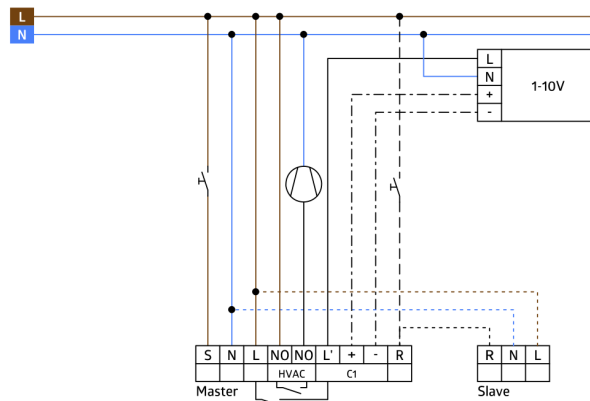 L
N
L
N
+
-
1-10V
S N L NO NO L' + - R
HVAC C1
Master
R N L
Slave